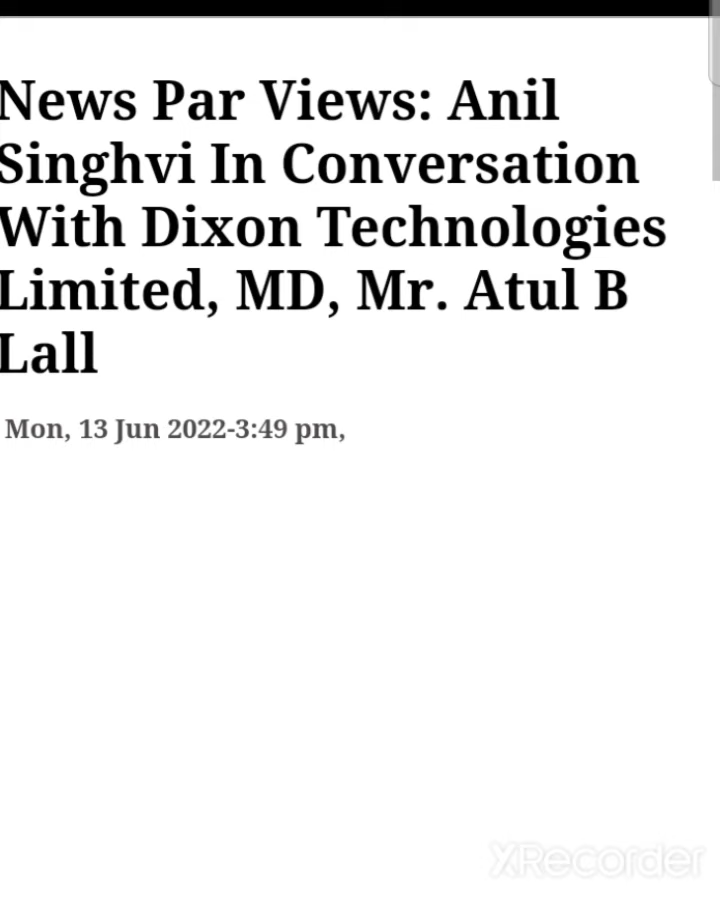 News Par Views: Anil
Singhvi In Conversation
With Dixon Technologies
Limited, MD, Mr. Atul B
Lall
Mon, 13 Jun 2022-3:49 pm,
XRecorder